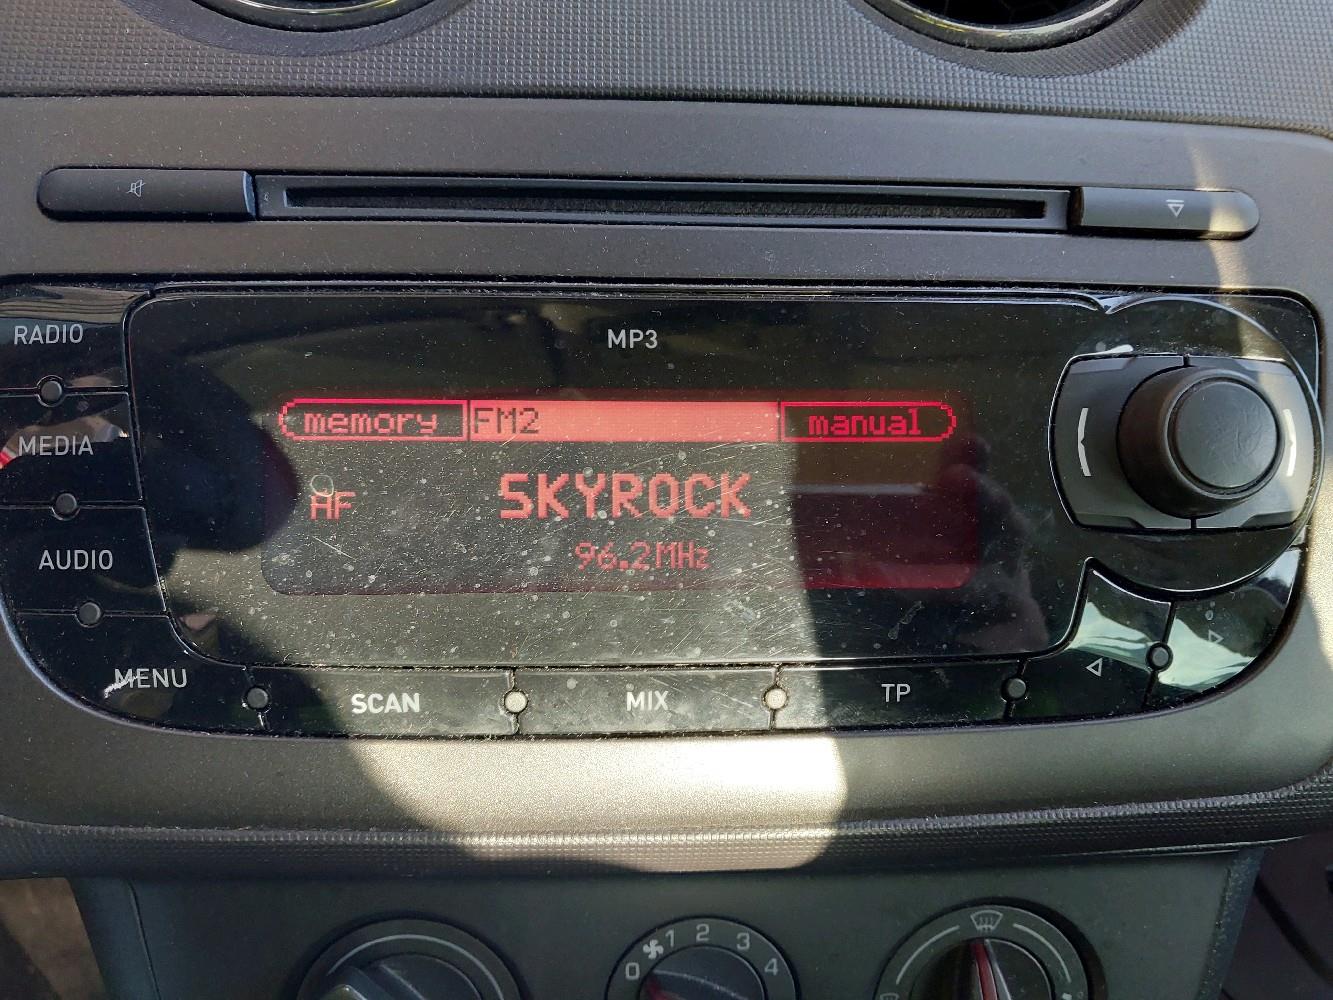 RADIO
MP3
memory FM2 manual
MEDIA
AF SKYROCK
96.2MHz
AUDIO
MENU SCAN MIX TP
0 1 2 3 4